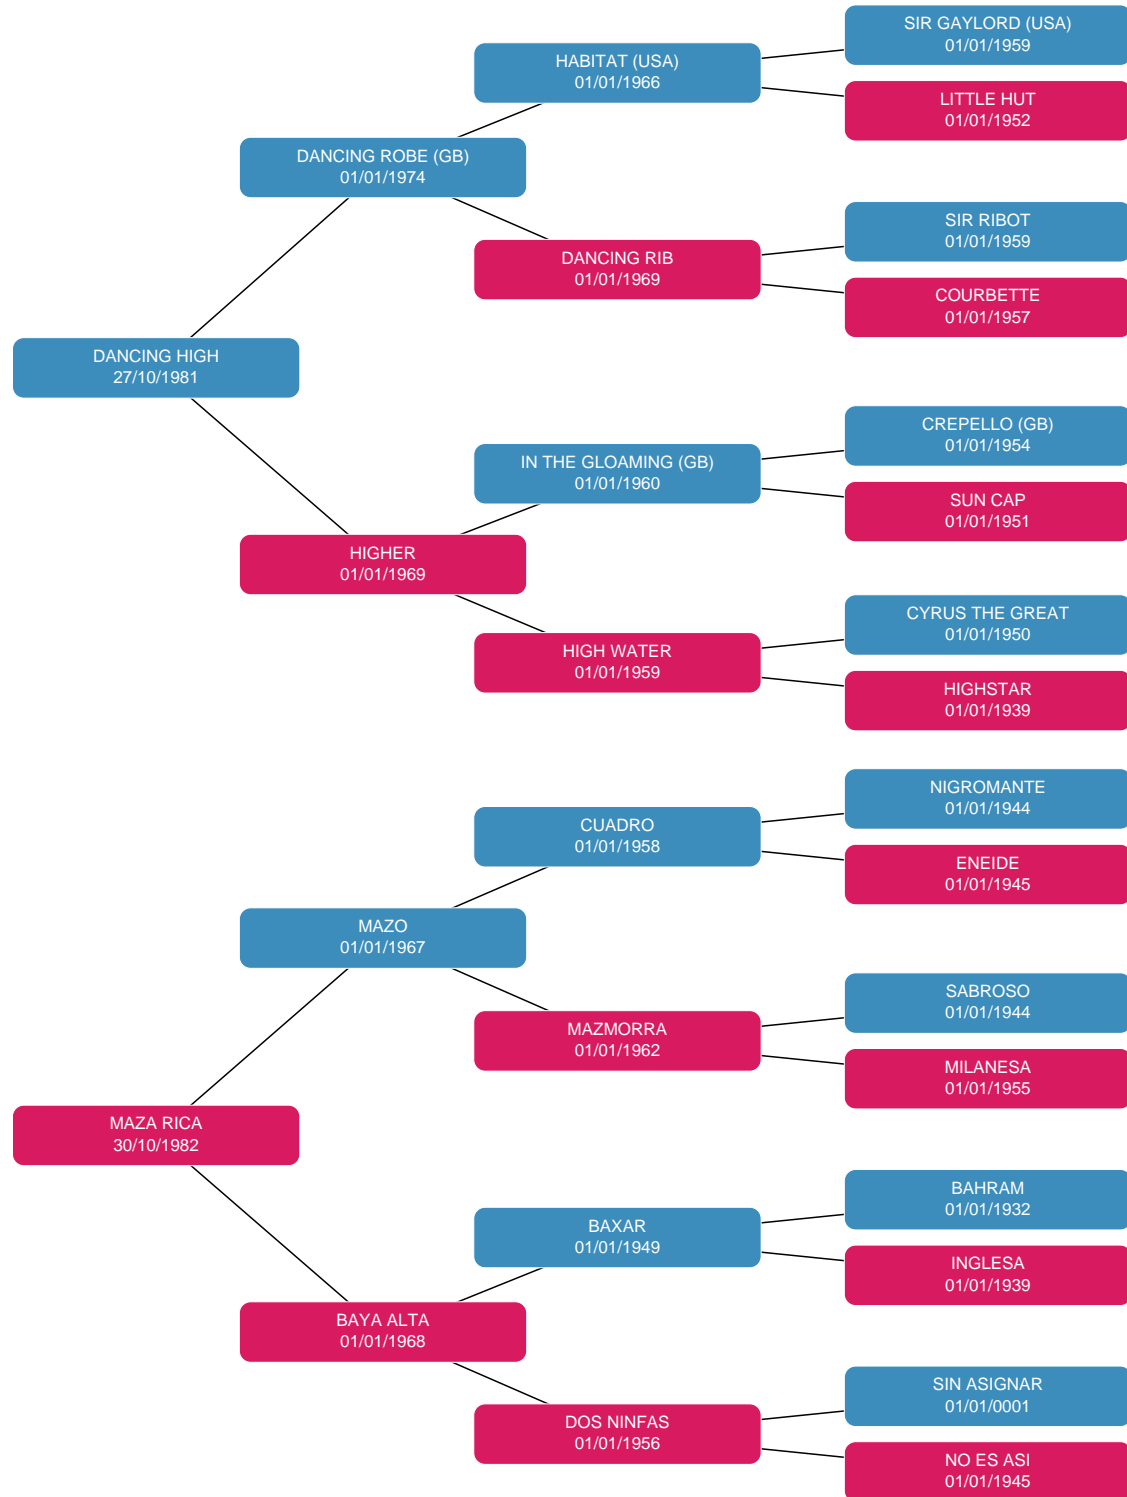 SIR GAYLORD (USA)
01/01/1959
HABITAT (USA)
01/01/1966
LITTLE HUT
01/01/1952
DANCING ROBE (GB)
01/01/1974
SIR RIBOT
01/01/1959
DANCING RIB
01/01/1969
COURBETTE
01/01/1957
DANCING HIGH
27/10/1981
CREPELLO (GB)
01/01/1954
IN THE GLOAMING (GB)
01/01/1960
SUN CAP
01/01/1951
HIGHER
01/01/1969
CYRUS THE GREAT
01/01/1950
HIGH WATER
01/01/1959
HIGHSTAR
01/01/1939
NIGROMANTE
01/01/1944
CUADRO
01/01/1958
ENEIDE
01/01/1945
MAZO
01/01/1967
SABROSO
01/01/1944
MAZMORRA
01/01/1962
MILANESA
01/01/1955
MAZA RICA
30/10/1982
BAHRAM
01/01/1932
BAXAR
01/01/1949
INGLESA
01/01/1939
BAYA ALTA
01/01/1968
SIN ASIGNAR
01/01/0001
DOS NINFAS
01/01/1956
NO ES ASI
01/01/1945